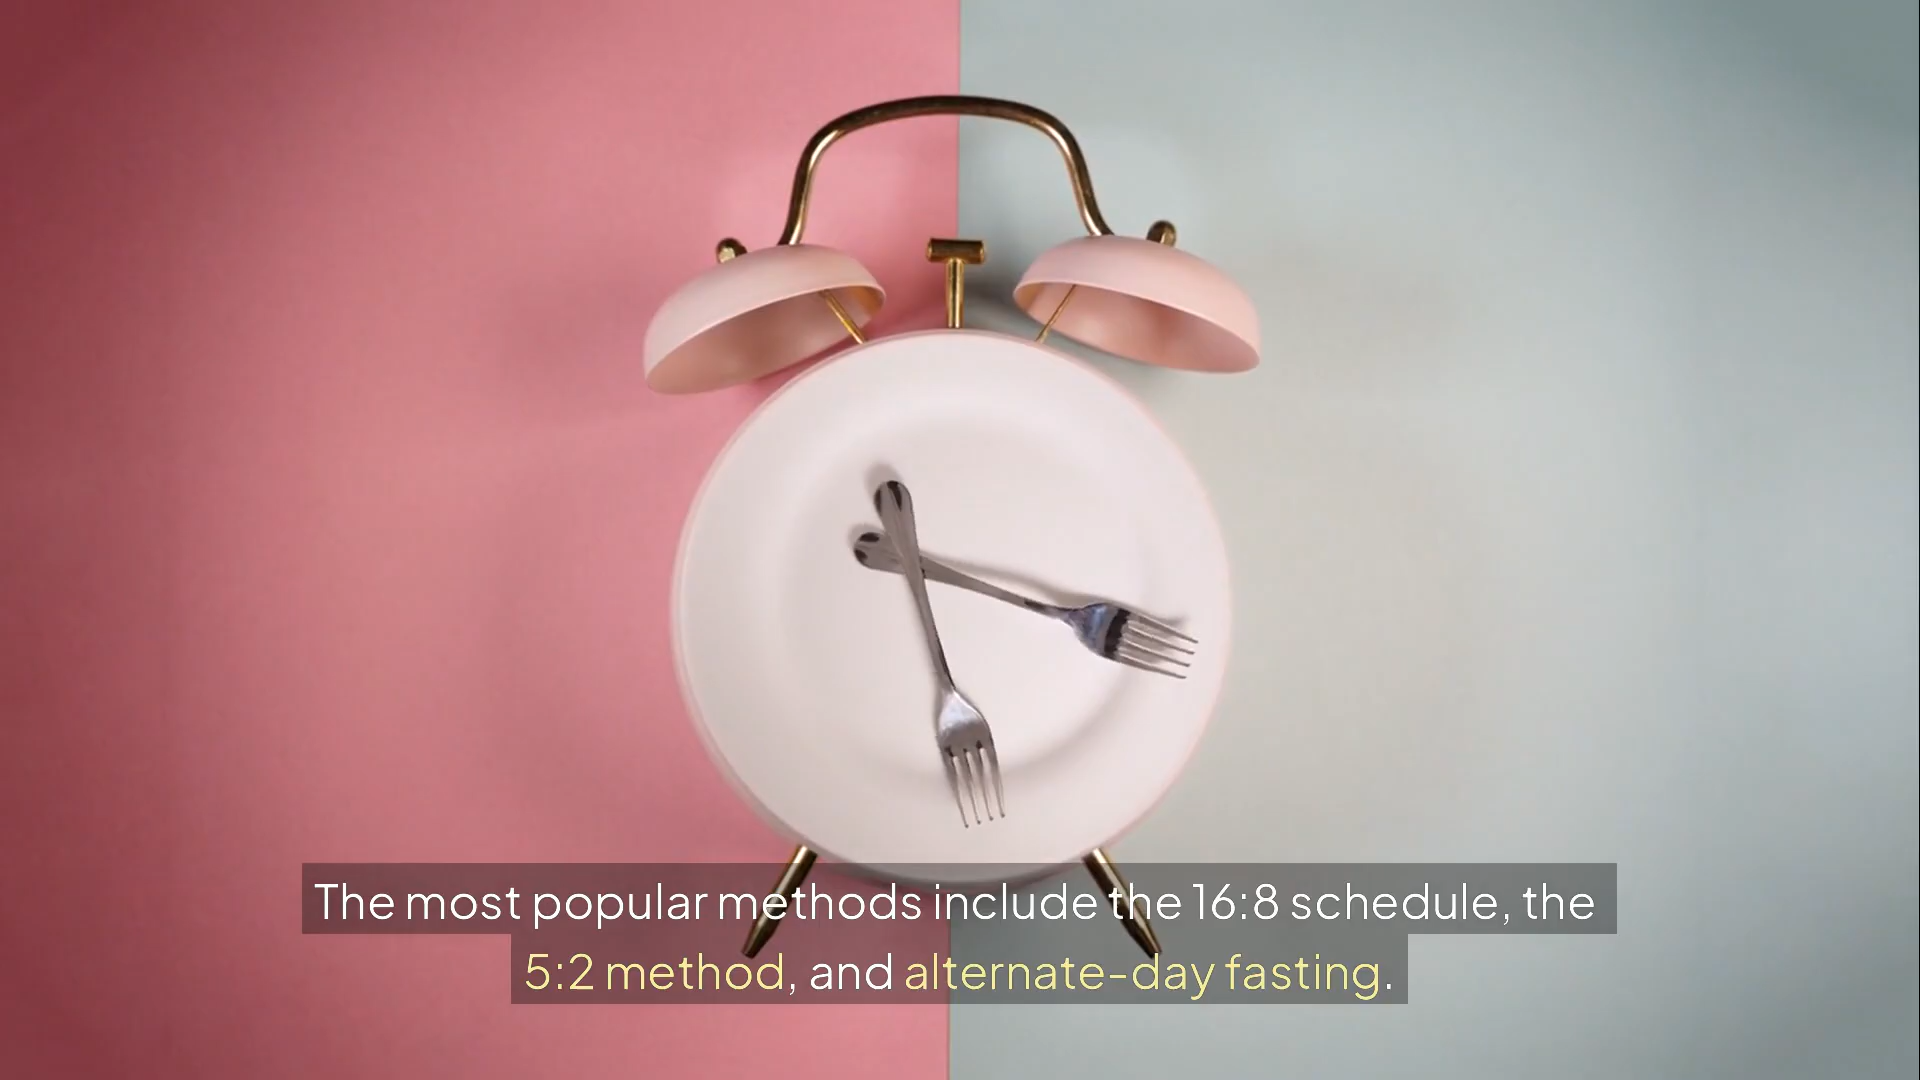 The most popular methods include the 16:8 schedule, the
5:2 method, and alternate-day fasting.